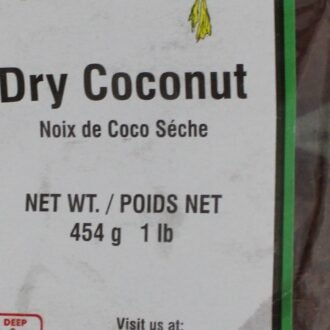 Dry Coconut
Noix de Coco Séche
NET WT. / POIDS NET
454 g 1 lb
DEEP
Visit us at: